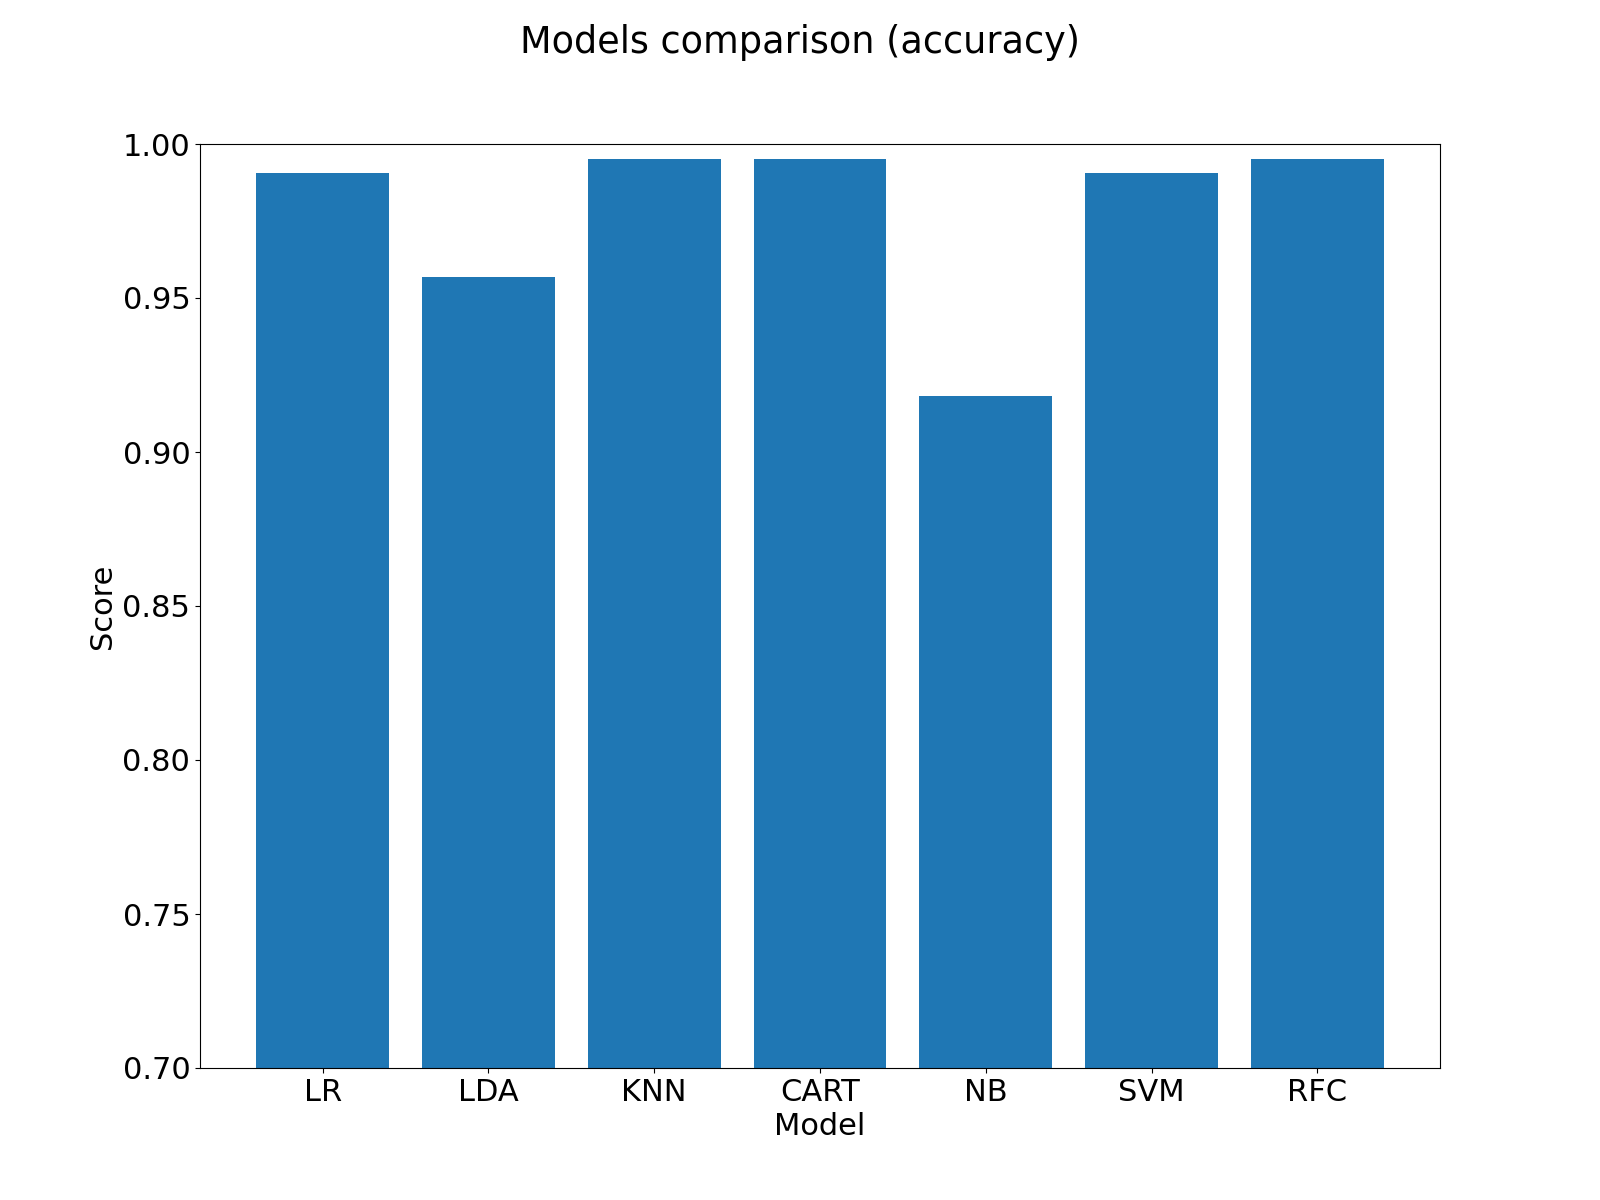 Models comparison (accuracy)
1.00
0.95
0.90
0.85
0.80
0.75
0.70
Score
LR LDA KNN CART NB SVM RFC
Model